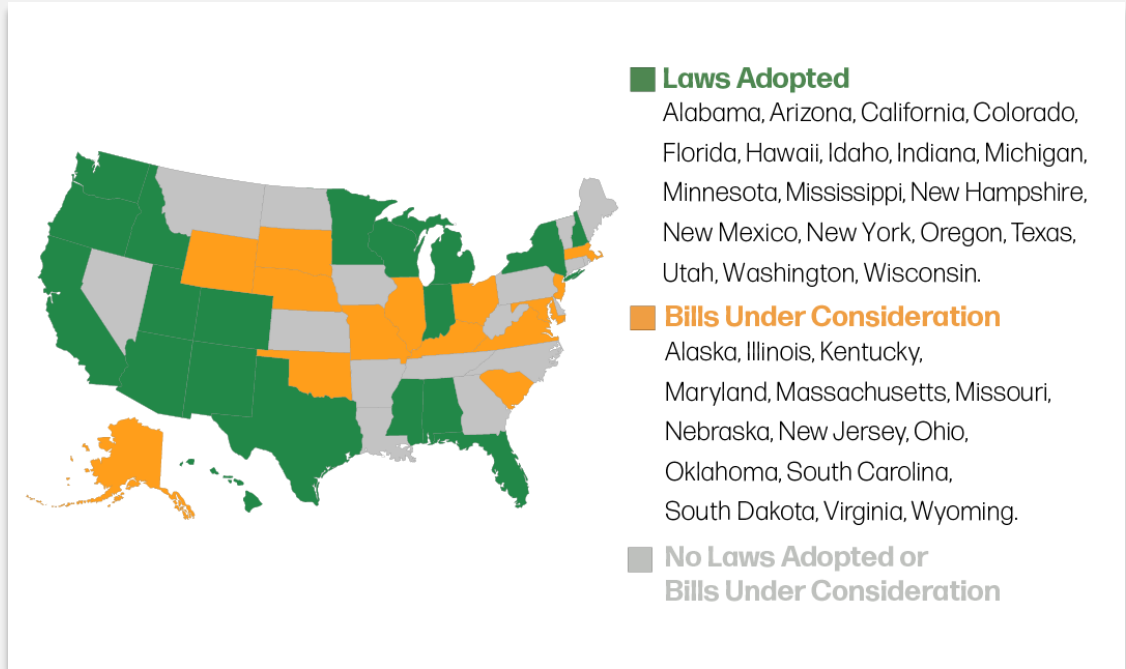 Laws Adopted
Alabama, Arizona, California, Colorado,
Florida, Hawaii, Idaho, Indiana, Michigan,
Minnesota, Mississippi, New Hampshire,
New Mexico, New York, Oregon, Texas,
Utah, Washington, Wisconsin.
Bills Under Consideration
Alaska, Illinois, Kentucky,
Maryland, Massachusetts, Missouri,
Nebraska, New Jersey, Ohio,
Oklahoma, South Carolina,
South Dakota, Virginia, Wyoming.
No Laws Adopted or
Bills Under Consideration